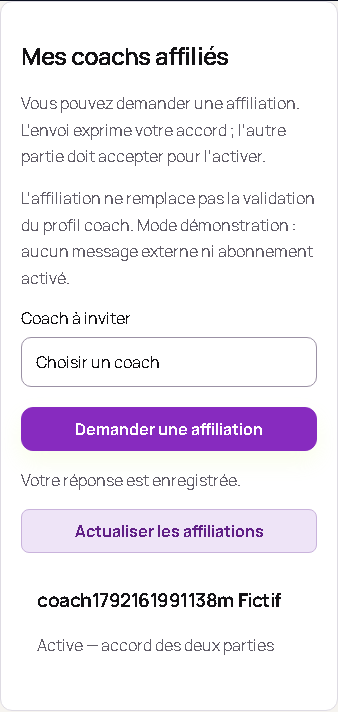 Mes coachs affiliés
Vous pouvez demander une affiliation.
L'envoi exprime votre accord ; l'autre
partie doit accepter pour l'activer.
L'affiliation ne remplace pas la validation
du profil coach. Mode démonstration :
aucun message externe ni abonnement
activé.
Coach à inviter
Choisir un coach
Demander une affiliation
Votre réponse est enregistrée.
Actualiser les affiliations
coach1792161991138m Fictif
Active — accord des deux parties